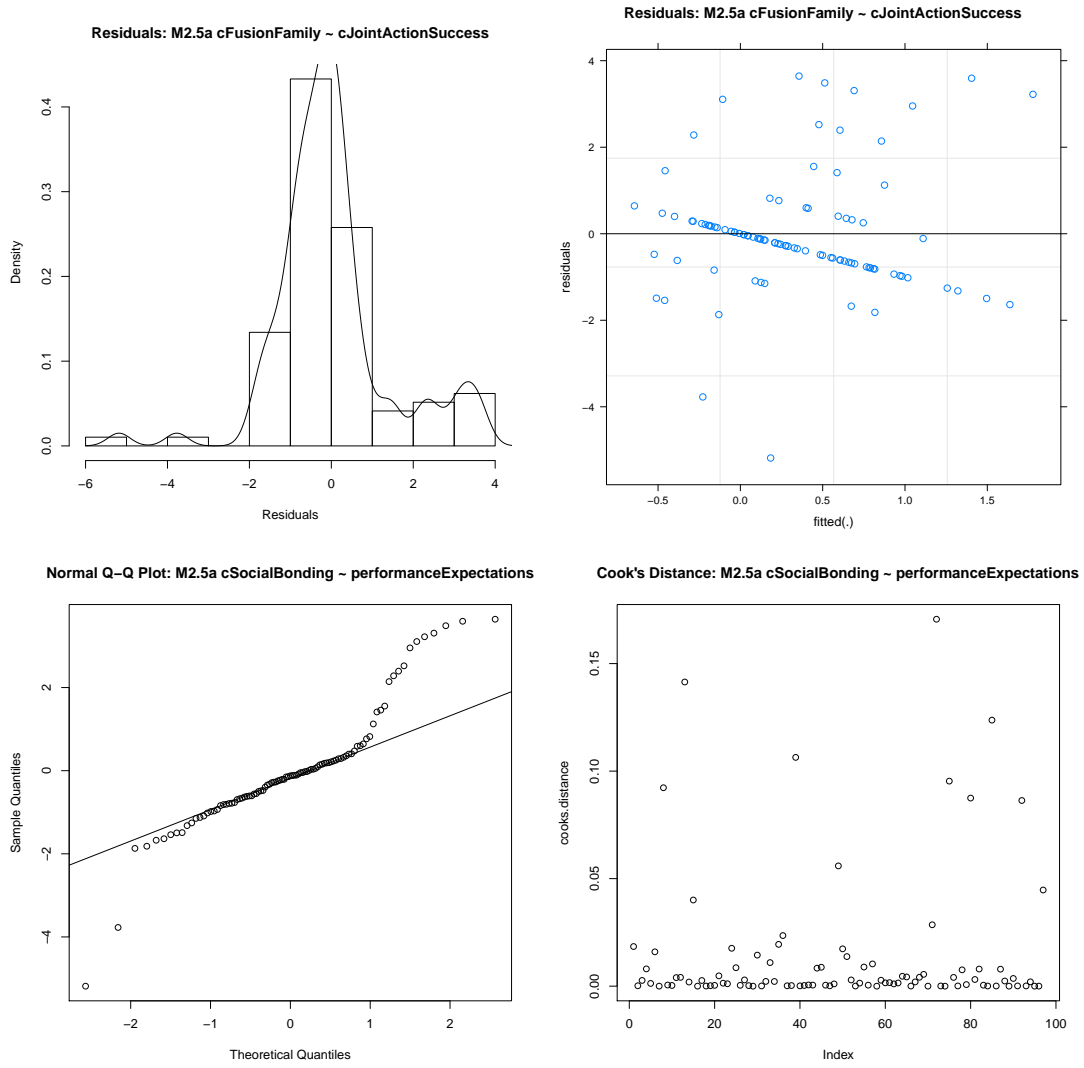 Residuals: M2.5a cFusionFamily ~ cJointActionSuccess
Density
0.0 0.1 0.2 0.3 0.4
−6 −4 −2 0 2 4
Residuals
Residuals: M2.5a cFusionFamily ~ cJointActionSuccess
residuals
4
2
0
−2
−4
−0.5 0.0 0.5 1.0 1.5
fitted(.)
Normal Q−Q Plot: M2.5a cSocialBonding ~ performanceExpectations
Sample Quantiles
−4 −2 0 2
−2 −1 0 1 2
Theoretical Quantiles
Cook's Distance: M2.5a cSocialBonding ~ performanceExpectations
cooks.distance
0.00 0.05 0.10 0.15
0 20 40 60 80 100
Index